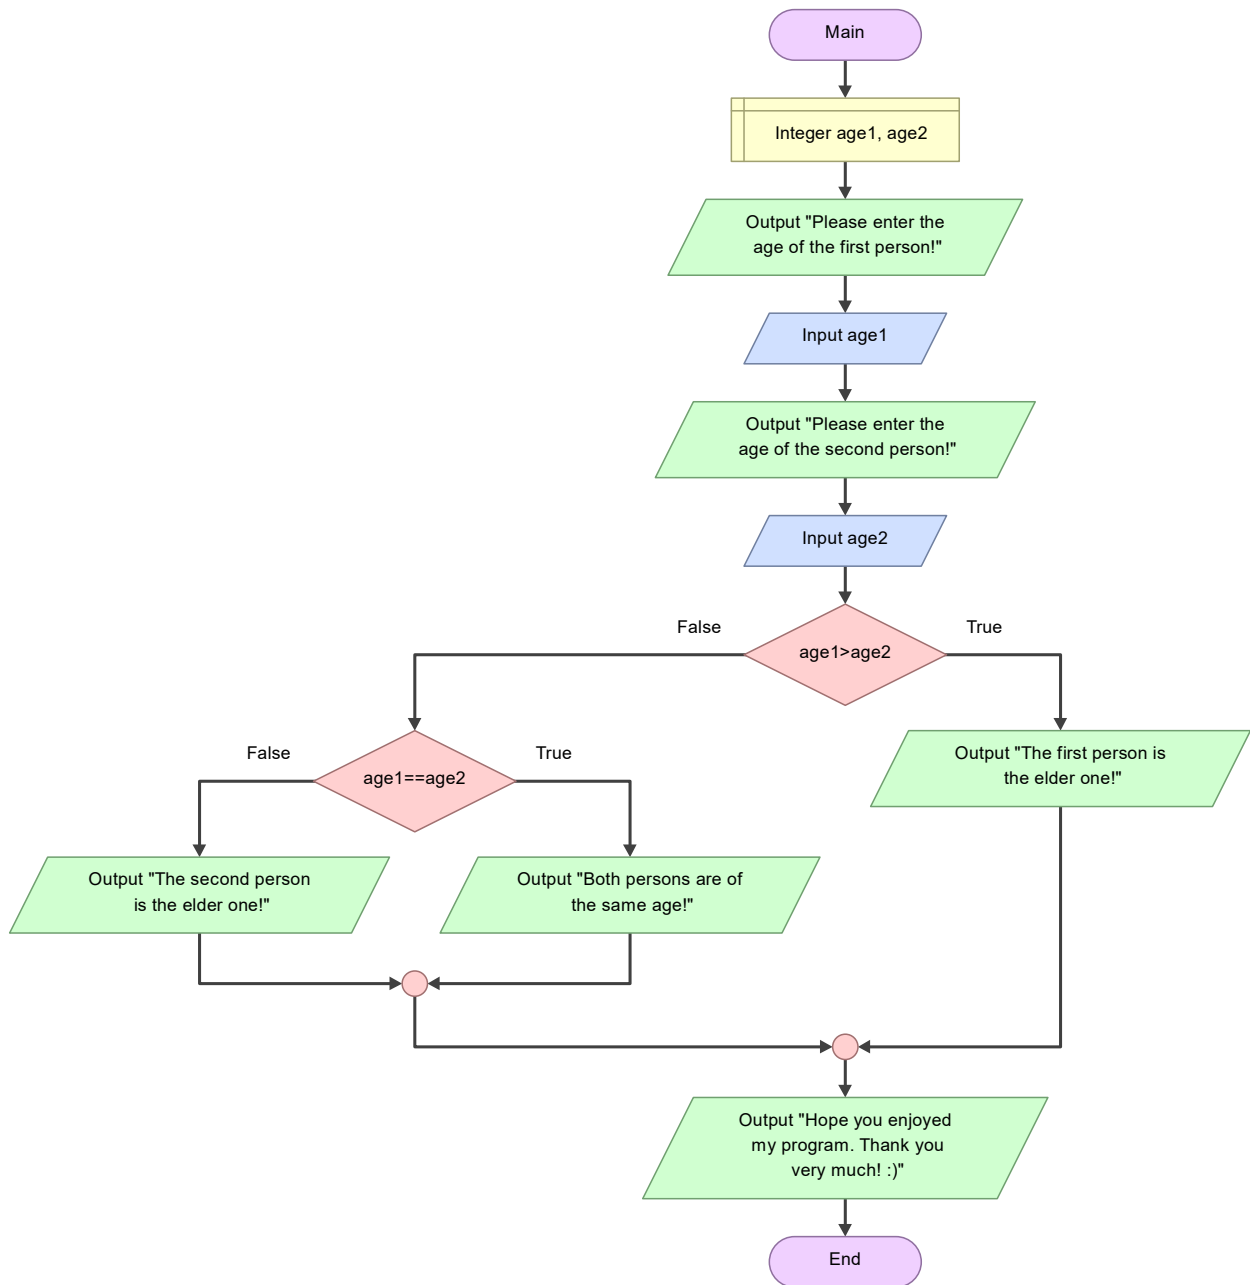 Main
Integer age1, age2
Output "Please enter the
age of the first person!"
Input age1
Output "Please enter the
age of the second person!"
Input age2
False
True
age1>age2
False
True
age1==age2
Output "The first person is
the elder one!"
Output "The second person
is the elder one!"
Output "Both persons are of
the same age!"
Output "Hope you enjoyed
my program. Thank you
very much! :)"
End